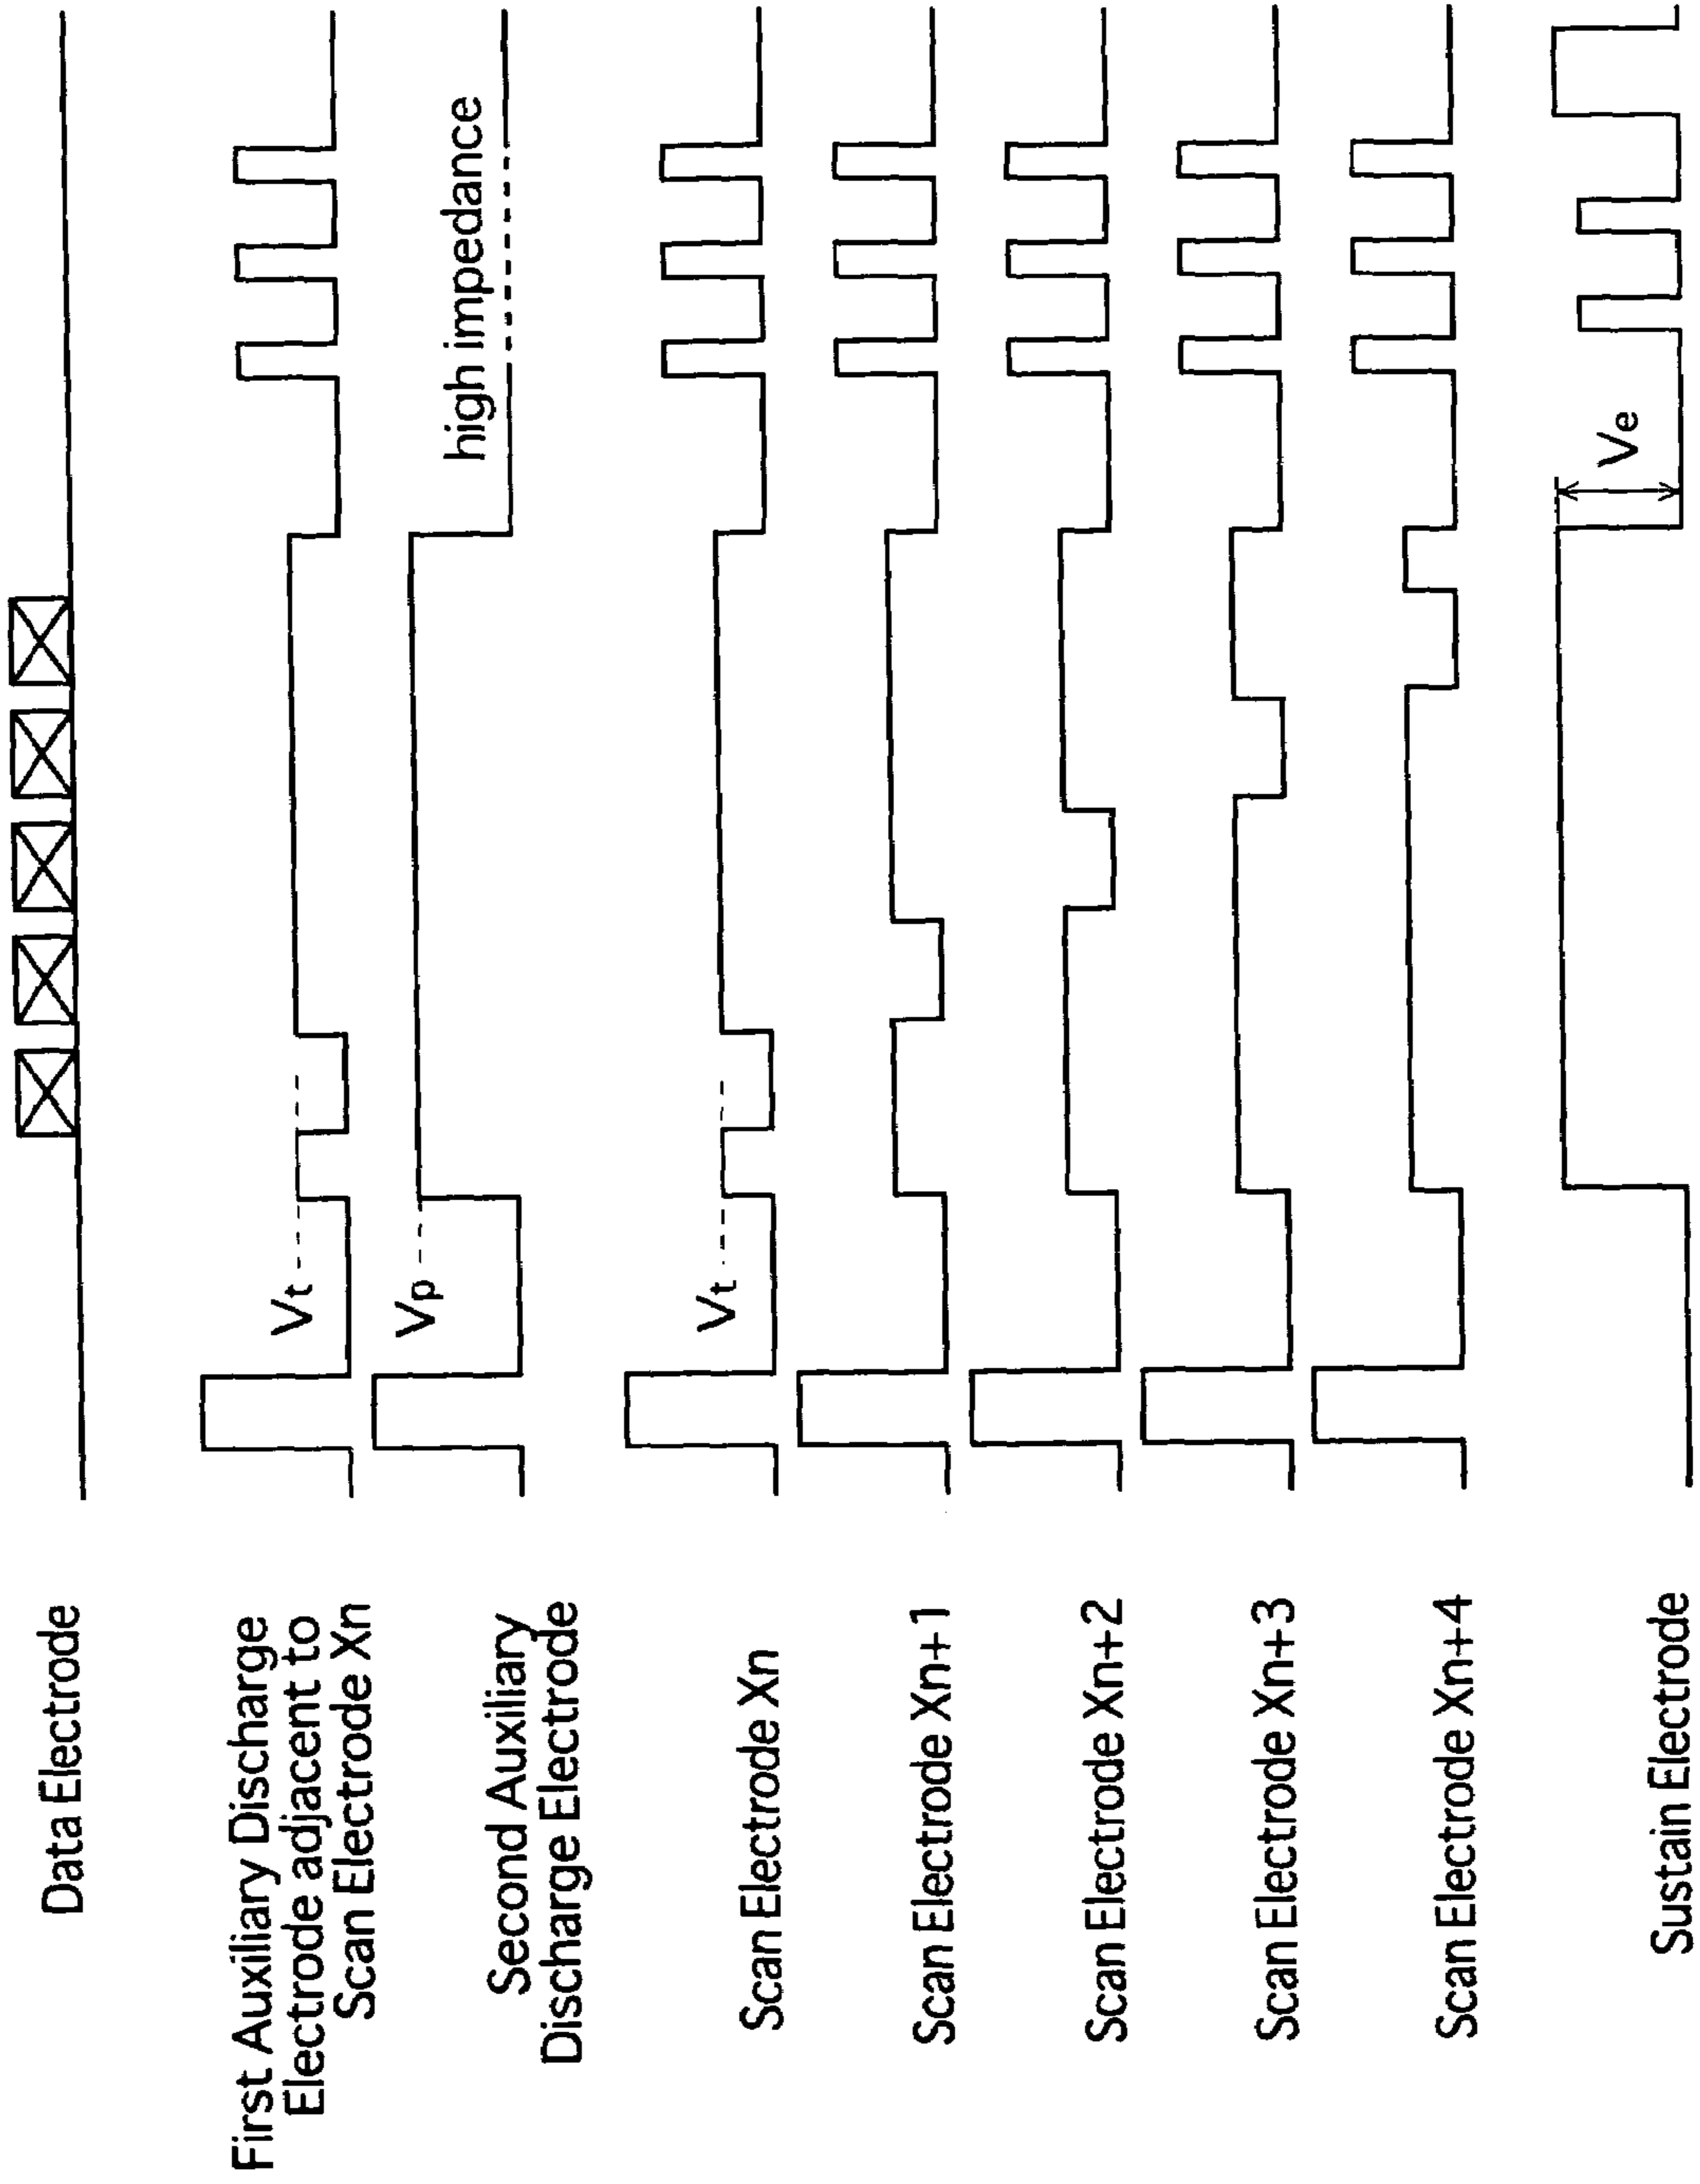 Data Electrode
First Auxiliary Discharge
Electrode adjacent to
Scan Electrode Xn
Vt
Second Auxiliary
Discharge Electrode
Vp
high impedance
Scan Electrode Xn
Vt
Scan Electrode Xn+1
Scan Electrode Xn+2
Scan Electrode Xn+3
Scan Electrode Xn+4
Sustain Electrode
Ve